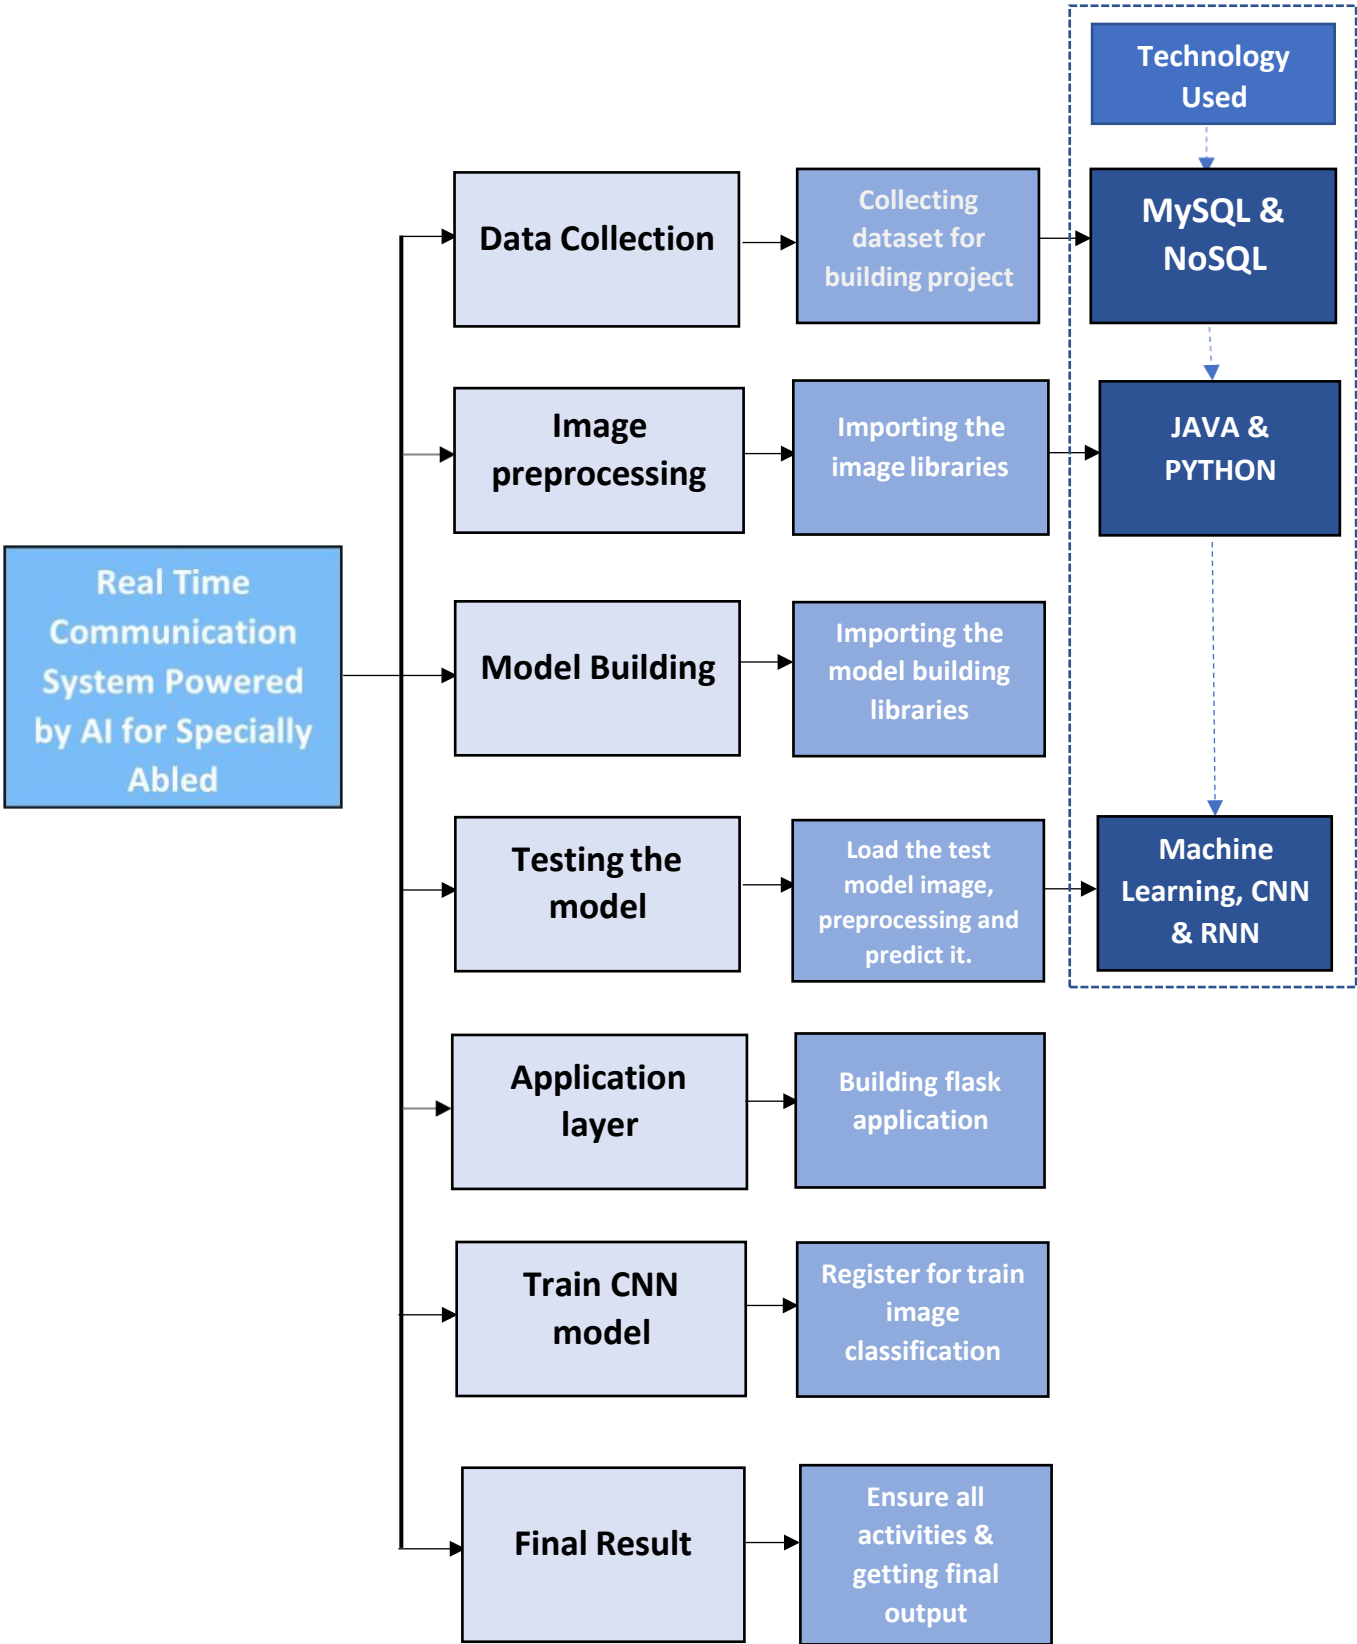 Technology
Used
Data Collection
Collecting
dataset for
building project
MySQL &
NoSQL
Image
preprocessing
Importing the
image libraries
JAVA &
PYTHON
Real Time
Communication
System Powered
by AI for Specially
Abled
Model Building
Importing the
model building
libraries
Testing the
model
Load the test
model image,
preprocessing and
predict it.
Machine
Learning, CNN
& RNN
Application
layer
Building flask
application
Train CNN
model
Register for train
image
classification
Final Result
Ensure all
activities &
getting final
output